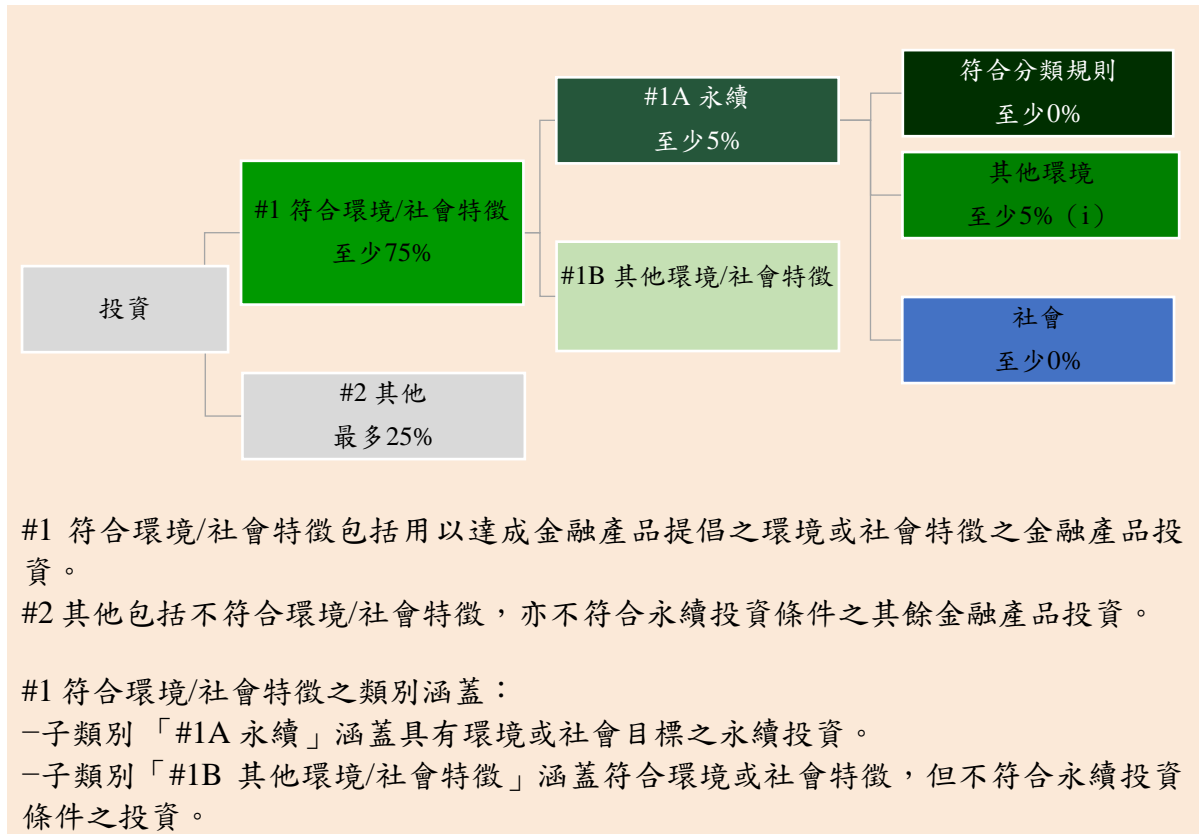 投資
#1 符合環境/社會特徵
至少75%
#2 其他
最多25%
#1A 永續
至少5%
#1B 其他環境/社會特徵
符合分類規則
至少0%
其他環境
至少5%（i）
社會
至少0%
#1 符合環境/社會特徵包括用以達成金融產品提倡之環境或社會特徵之金融產品投
資。
#2 其他包括不符合環境/社會特徵，亦不符合永續投資條件之其餘金融產品投資。
#1 符合環境/社會特徵之類別涵蓋：
−子類別「#1A 永續」涵蓋具有環境或社會目標之永續投資。
−子類別「#1B 其他環境/社會特徵」涵蓋符合環境或社會特徵，但不符合永續投資
條件之投資。